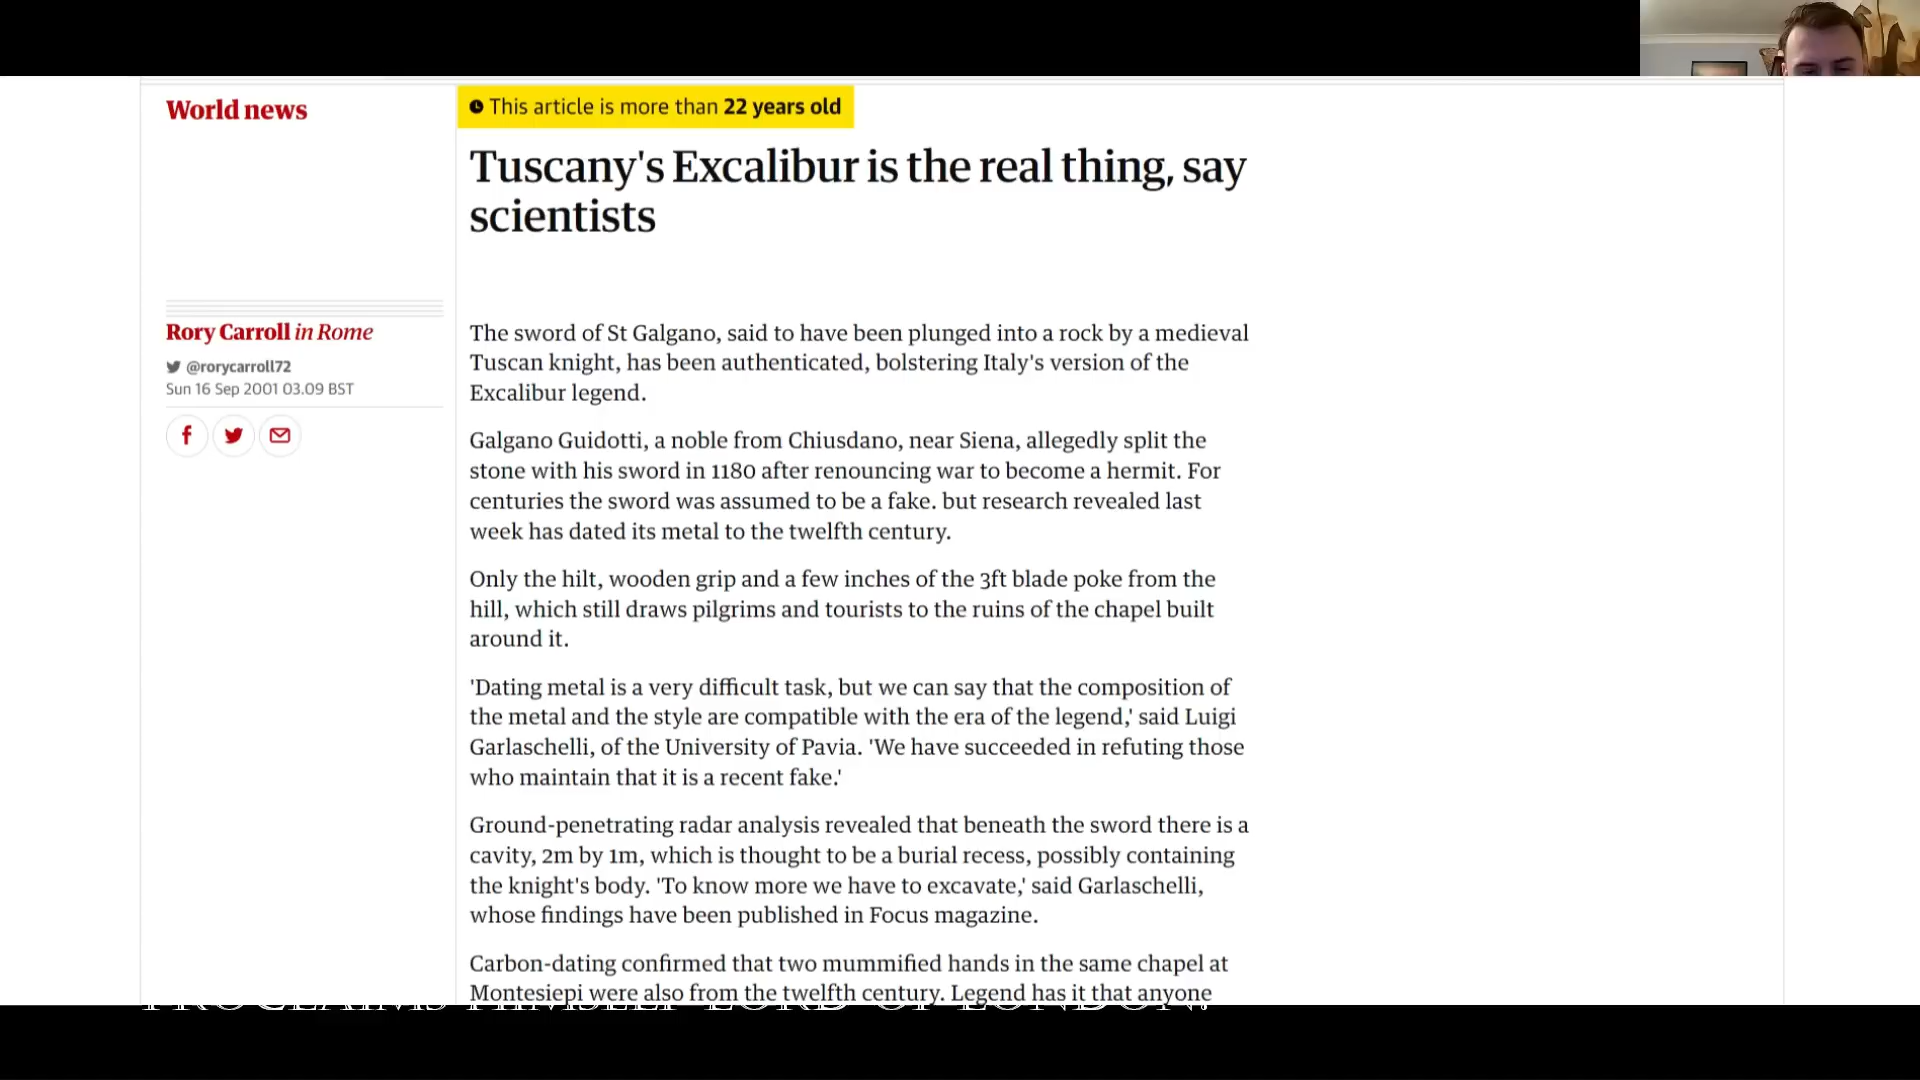 World news
This article is more than 22 years old
Tuscany's Excalibur is the real thing, say
scientists
Rory Carroll in Rome
@rorycarroll72
Sun 16 Sep 2001 03.09 BST
The sword of St Galgano, said to have been plunged into a rock by a medieval
Tuscan knight, has been authenticated, bolstering Italy's version of the
Excalibur legend.
Galgano Guidotti, a noble from Chiusdano, near Siena, allegedly split the
stone with his sword in 1180 after renouncing war to become a hermit. For
centuries the sword was assumed to be a fake. but research revealed last
week has dated its metal to the twelfth century.
Only the hilt, wooden grip and a few inches of the 3ft blade poke from the
hill, which still draws pilgrims and tourists to the ruins of the chapel built
around it.
'Dating metal is a very difficult task, but we can say that the composition of
the metal and the style are compatible with the era of the legend,' said Luigi
Garlaschelli, of the University of Pavia. 'We have succeeded in refuting those
who maintain that it is a recent fake.'
Ground-penetrating radar analysis revealed that beneath the sword there is a
cavity, 2m by 1m, which is thought to be a burial recess, possibly containing
the knight's body. 'To know more we have to excavate,' said Garlaschelli,
whose findings have been published in Focus magazine.
Carbon-dating confirmed that two mummified hands in the same chapel at
Montesiepi were also from the twelfth century. Legend has it that anyone
PROCLAIMS HIMSELF LORD OF LONDON.